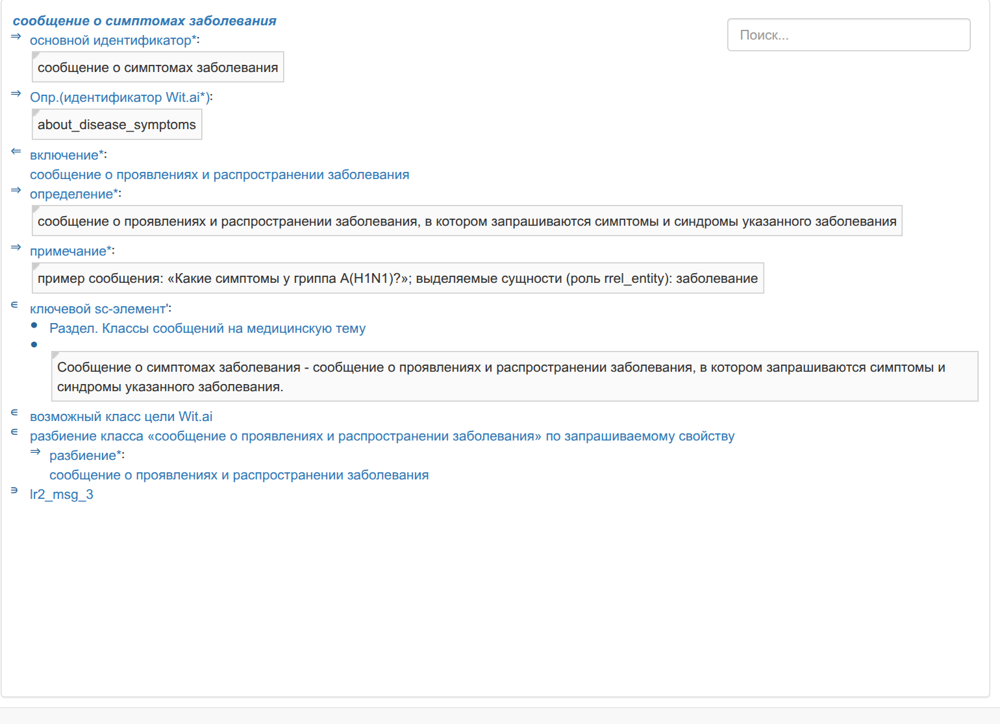 сообщение о симптомах заболевания
Поиск...
⇒ основной идентификатор*:
сообщение о симптомах заболевания
⇒ Опр.(идентификатор Wit.ai*):
about_disease_symptoms
⇐ включение*:
сообщение о проявлениях и распространении заболевания
⇒ определение*:
сообщение о проявлениях и распространении заболевания, в котором запрашиваются симптомы и синдромы указанного заболевания
⇒ примечание*:
пример сообщения: «Какие симптомы у гриппа A(H1N1)?»; выделяемые сущности (роль rrel_entity): заболевание
∈ ключевой sc-элемент':
• Раздел. Классы сообщений на медицинскую тему
•
Сообщение о симптомах заболевания - сообщение о проявлениях и распространении заболевания, в котором запрашиваются симптомы и
синдромы указанного заболевания.
∈ возможный класс цели Wit.ai
∈ разбиение класса «сообщение о проявлениях и распространении заболевания» по запрашиваемому свойству
⇒ разбиение*:
сообщение о проявлениях и распространении заболевания
∋ lr2_msg_3